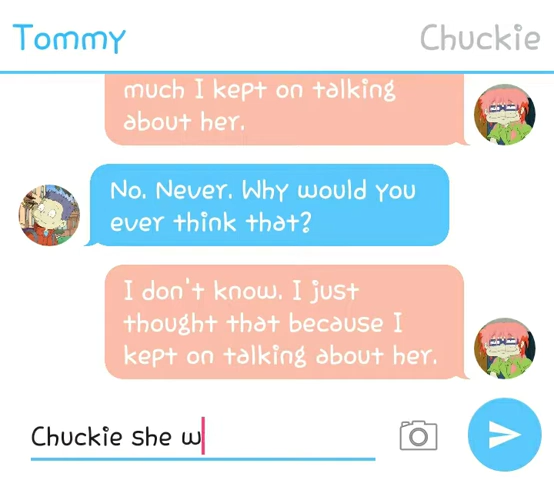 Tommy Chuckie
much I kept on talking
about her.
No. Never. Why would you
ever think that?
I don't know. I just
thought that because I
kept on talking about her.
Chuckie she w